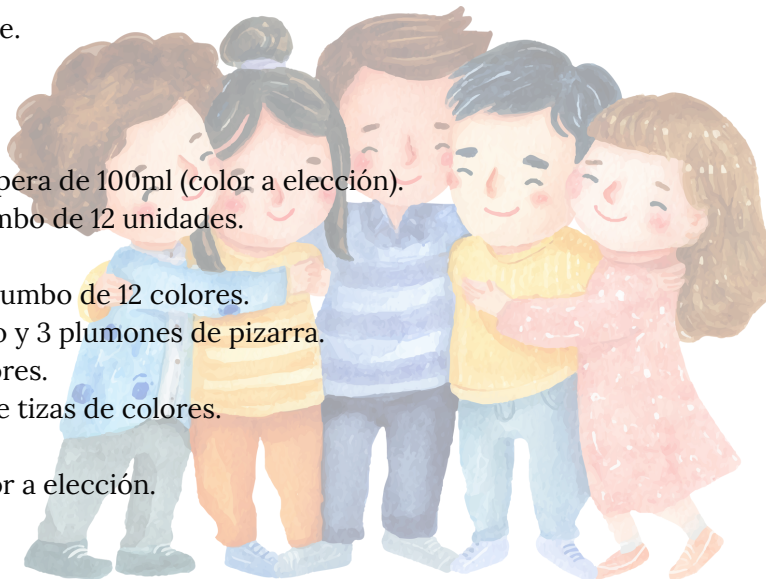 e.
pera de 100ml (color a elección).
mbo de 12 unidades.
umbo de 12 colores.
o y 3 plumones de pizarra.
ores.
e tizas de colores.
or a elección.